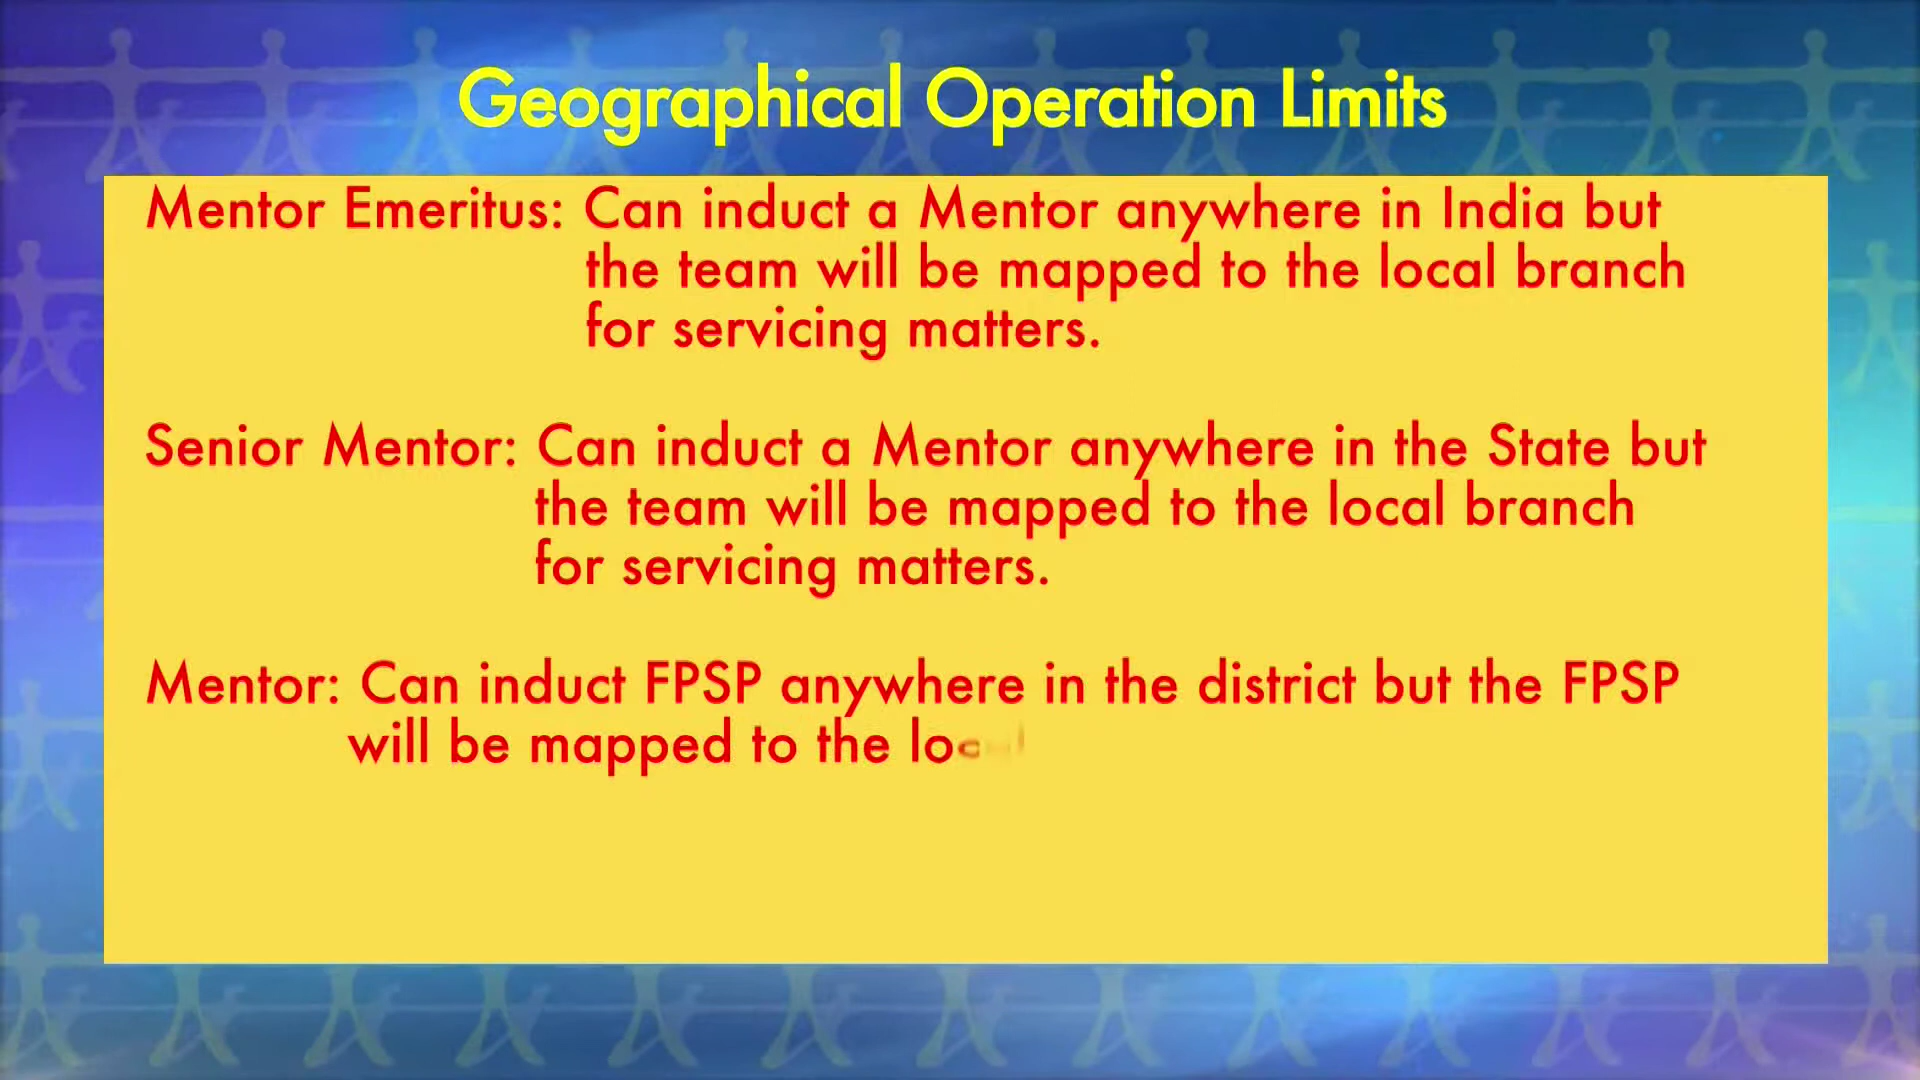 Geographical Operation Limits
Mentor Emeritus: Can induct a Mentor anywhere in India but
the team will be mapped to the local branch
for servicing matters.
Senior Mentor: Can induct a Mentor anywhere in the State but
the team will be mapped to the local branch
for servicing matters.
Mentor: Can induct FPSP anywhere in the district but the FPSP
will be mapped to the local